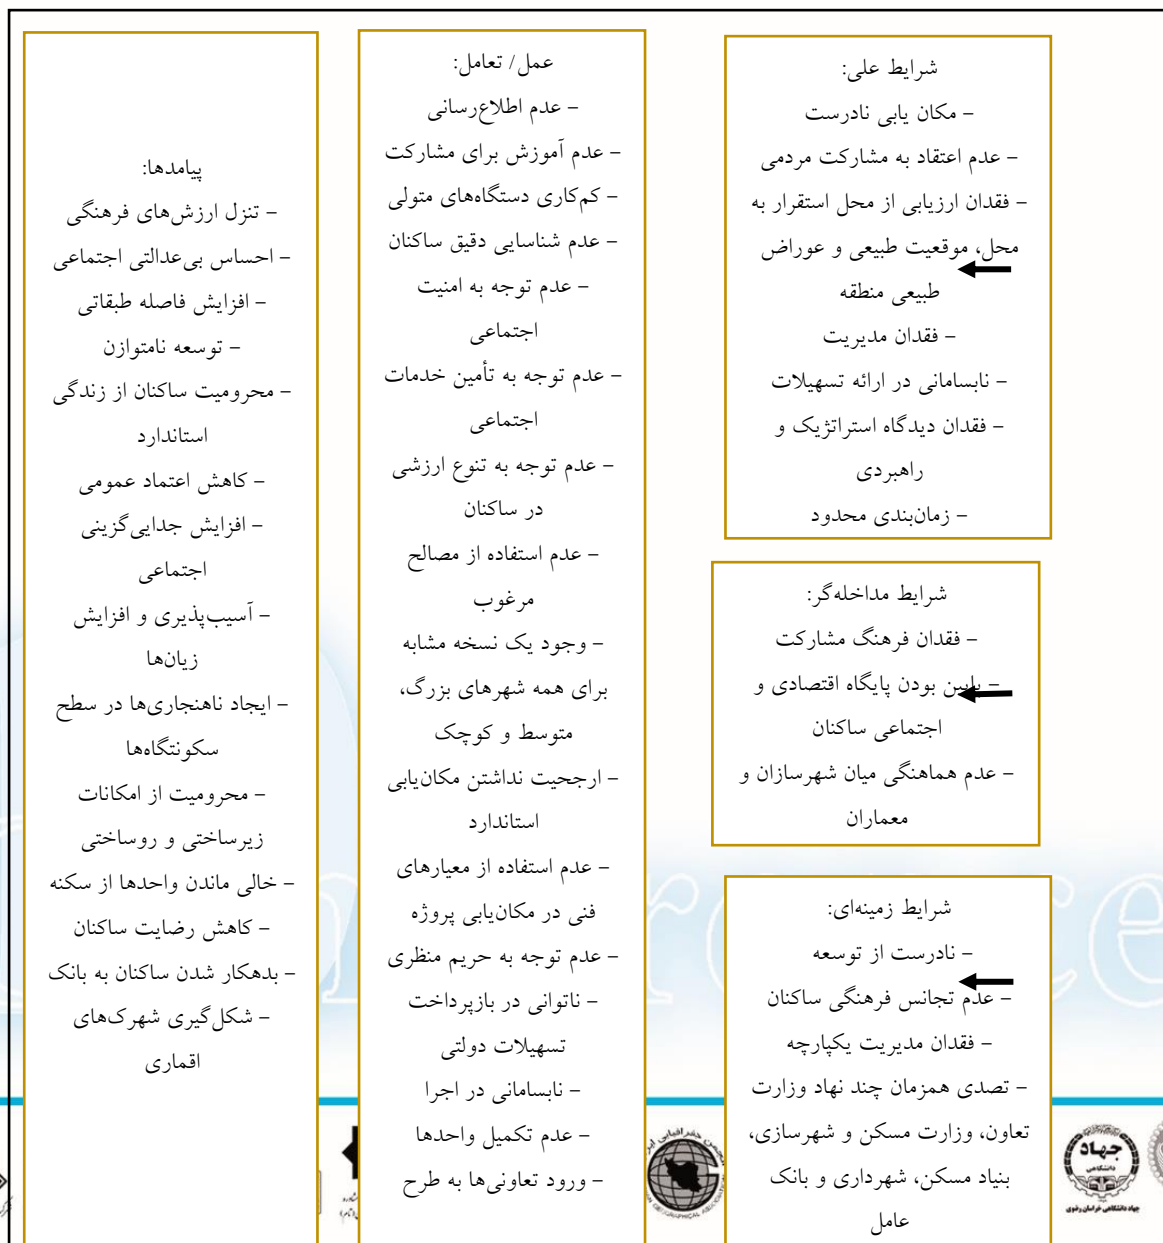 شرایط علی:
– مکان یابی نادرست
– عدم اعتقاد به مشارکت مردمی
– فقدان ارزیابی از محل استقرار به
محل، موقعیت طبیعی و عوراض
طبیعی منطقه
– فقدان مدیریت
– نابسامانی در ارائه تسهیلات
– فقدان دیدگاه استراتژیک و
راهبردی
– زمان‌بندی محدود
شرایط مداخله‌گر:
– فقدان فرهنگ مشارکت
– پایین بودن پایگاه اقتصادی و
اجتماعی ساکنان
– عدم هماهنگی میان شهرسازان و
معماران
شرایط زمینه‌ای:
– نادرست از توسعه
– عدم تجانس فرهنگی ساکنان
– فقدان مدیریت یکپارچه
– تصدی همزمان چند نهاد وزارت
تعاون، وزارت مسکن و شهرسازی،
بنیاد مسکن، شهرداری و بانک
عامل
عمل/ تعامل:
– عدم اطلاع‌رسانی
– عدم آموزش برای مشارکت
– کم‌کاری دستگاه‌های متولی
– عدم شناسایی دقیق ساکنان
– عدم توجه به امنیت
اجتماعی
– عدم توجه به تأمین خدمات
اجتماعی
– عدم توجه به تنوع ارزشی
در ساکنان
– عدم استفاده از مصالح
مرغوب
– وجود یک نسخه مشابه
برای همه شهرهای بزرگ،
متوسط و کوچک
– ارجحیت نداشتن مکان‌یابی
استاندارد
– عدم استفاده از معیارهای
فنی در مکان‌یابی پروژه
– عدم توجه به حریم منظری
– ناتوانی در بازپرداخت
تسهیلات دولتی
– نابسامانی در اجرا
– عدم تکمیل واحدها
– ورود تعاونی‌ها به طرح
پیامدها:
– تنزل ارزش‌های فرهنگی
– احساس بی‌عدالتی اجتماعی
– افزایش فاصله طبقاتی
– توسعه نامتوازن
– محرومیت ساکنان از زندگی
استاندارد
– کاهش اعتماد عمومی
– افزایش جدایی‌گزینی
اجتماعی
– آسیب‌پذیری و افزایش
زیان‌ها
– ایجاد ناهنجاری‌ها در سطح
سکونتگاه‌ها
– محرومیت از امکانات
زیرساختی و روساختی
– خالی ماندن واحدها از سکنه
– کاهش رضایت ساکنان
– بدهکار شدن ساکنان به بانک
– شکل‌گیری شهرک‌های
اقماری
جهاد
دانشگاهی
جهاد دانشگاهی خراسان رضوی